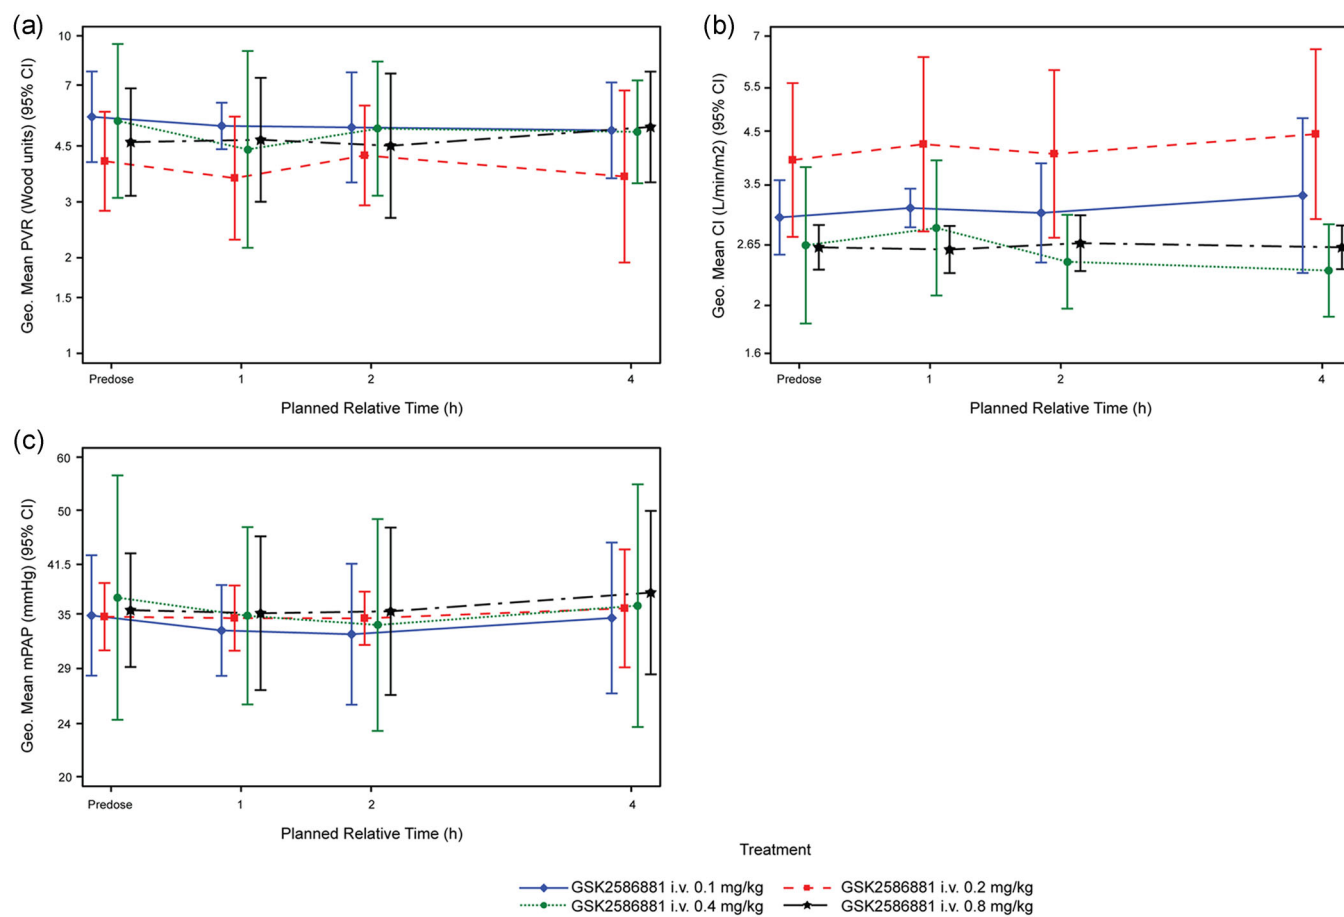 (a)
Geo. Mean PVR (Wood units) (95% CI)
10
7
4.5
3
2
1.5
1
Predose
1
2
4
Planned Relative Time (h)
(b)
Geo. Mean CI (L/min/m2) (95% CI)
7
5.5
4.5
3.5
2.65
2
1.6
Predose
1
2
4
Planned Relative Time (h)
(c)
Geo. Mean mPAP (mmHg) (95% CI)
60
50
41.5
35
29
24
20
Predose
1
2
4
Planned Relative Time (h)
Treatment
GSK2586881 i.v. 0.1 mg/kg
GSK2586881 i.v. 0.2 mg/kg
GSK2586881 i.v. 0.4 mg/kg
GSK2586881 i.v. 0.8 mg/kg